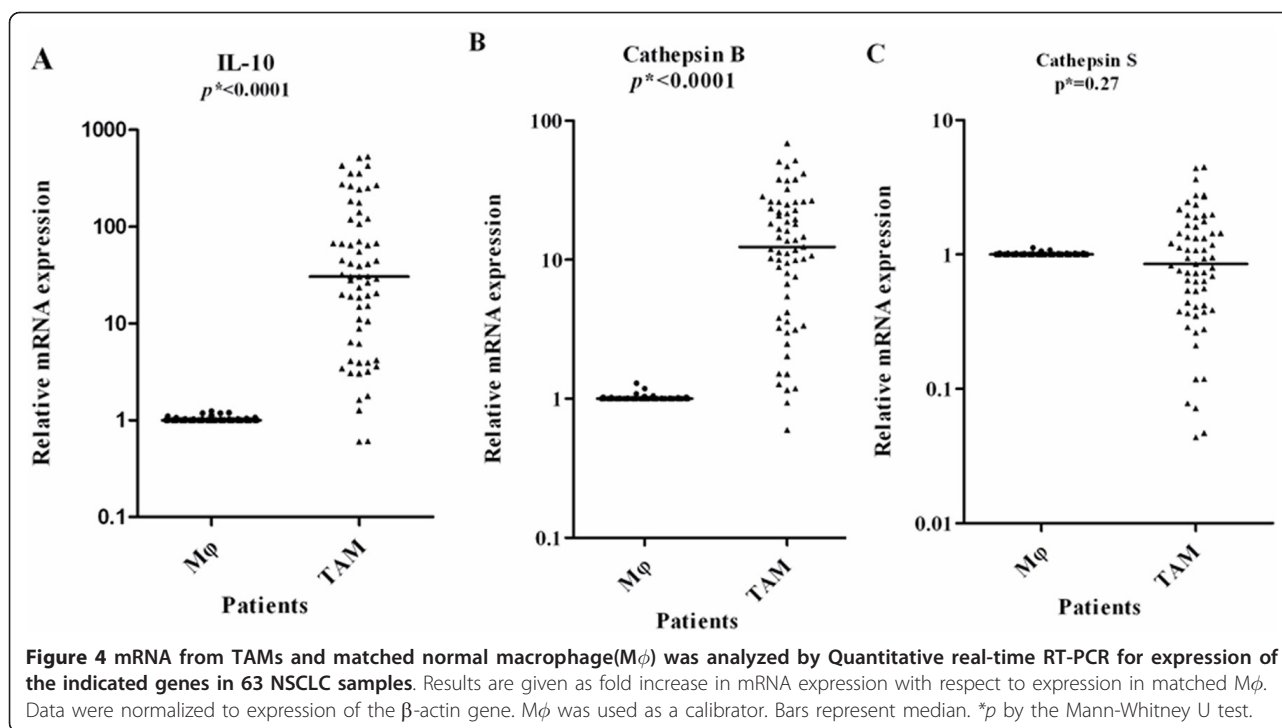 A
IL-10
p*<0.0001
1000
100
10
1
0.1
Relative mRNA expression
Mφ
TAM
Patients
B
Cathepsin B
p*<0.0001
100
10
1
0.1
Relative mRNA expression
Mφ
TAM
Patients
C
Cathepsin S
p*=0.27
10
1
0.1
0.01
Relative mRNA expression
Mφ
TAM
Patients
Figure 4 mRNA from TAMs and matched normal macrophage(Mϕ) was analyzed by Quantitative real-time RT-PCR for expression of
the indicated genes in 63 NSCLC samples. Results are given as fold increase in mRNA expression with respect to expression in matched Mϕ.
Data were normalized to expression of the β-actin gene. Mϕ was used as a calibrator. Bars represent median. *p by the Mann-Whitney U test.